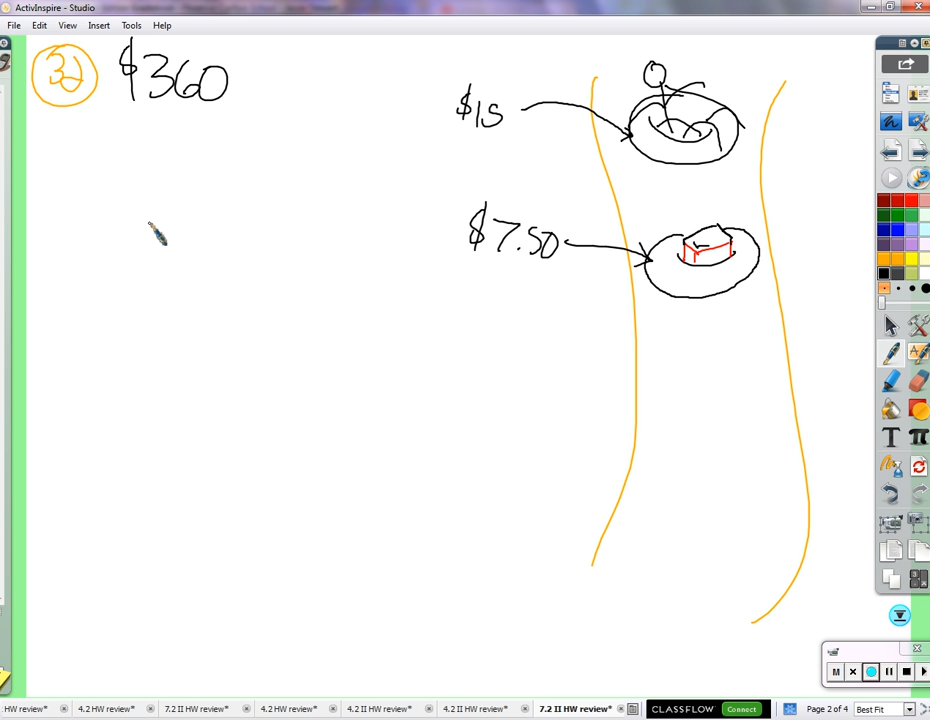 ActivInspire - Studio
File Edit View Insert Tools Help
32 $360
$15
$7.50
HW review* 4.2 HW review* 7.2 II HW review* 4.2 HW review* 4.2 II HW review* 4.2 II HW review* 7.2 II HW review* CLASSFLOW Connect Page 2 of 4 Best Fit
M